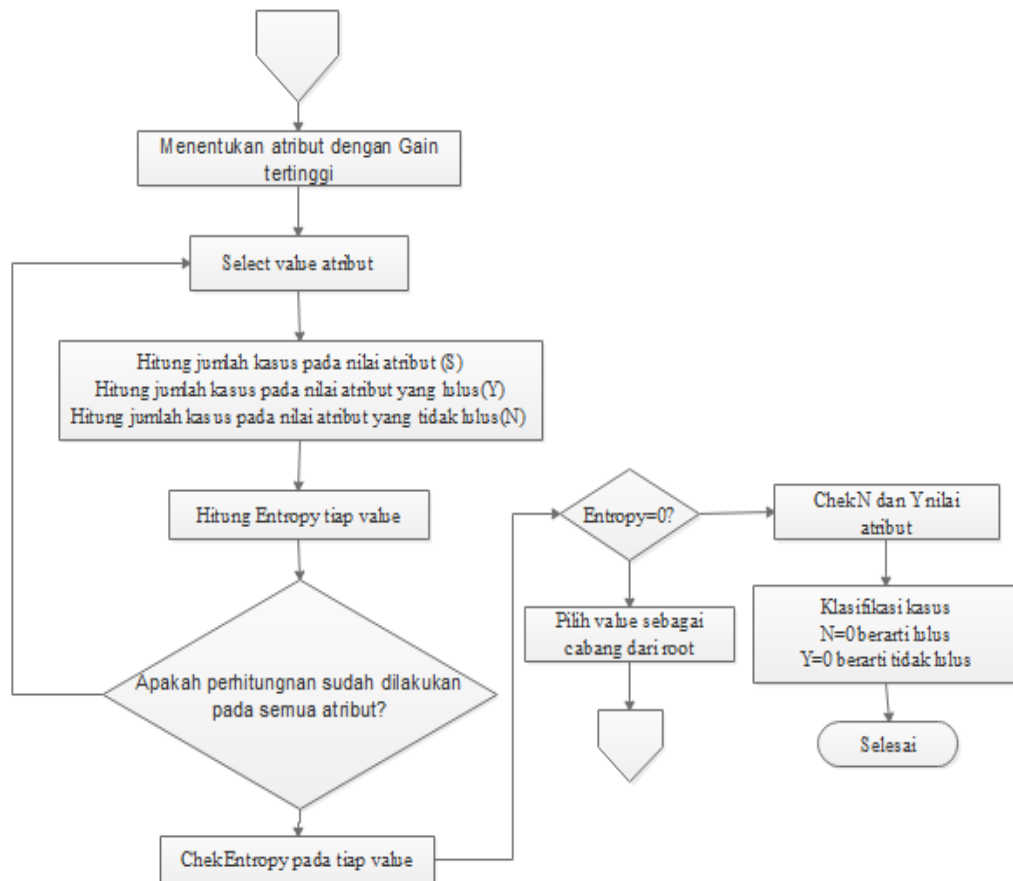 Menentukan atribut dengan Gain
tertinggi
Select value atribut
Hitung jumlah kasus pada nilai atribut (S)
Hitung jumlah kasus pada nilai atribut yang lulus(Y)
Hitung jumlah kasus pada nilai atribut yang tidak lulus(N)
Hitung Entropy tiap value
Apakah perhitungnan sudah dilakukan
pada semua atribut?
ChekEntropy pada tiap value
Entropy=0?
Pilih value sebagai
cabang dari root
ChekN dan Ynilai
atribut
Klasifikasi kasus
N=0 berarti lulus
Y=0 berarti tidak lulus
Selesai